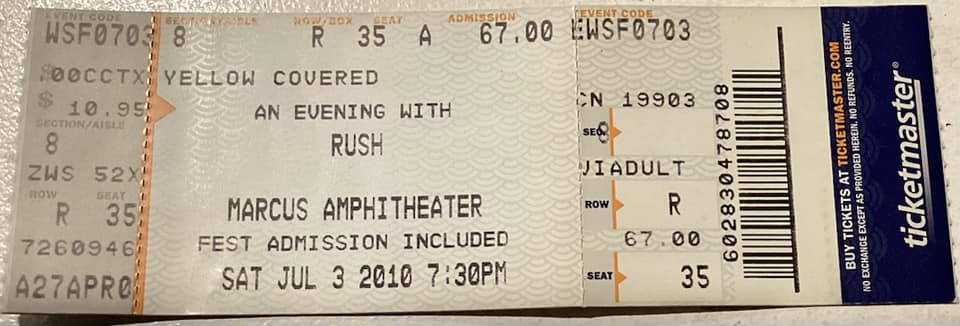 EVENT CODE
WSF0703
$00CCTX
$ 10.95
SECTION/AISLE
8
ZWS 52X
ROW SEAT
R 35
7260946
A27APR0
SECTION/AISLE ROW/BOX SEAT ADMISSION
8 R 35 A 67.00
YELLOW COVERED
AN EVENING WITH
RUSH
MARCUS AMPHITHEATER
FEST ADMISSION INCLUDED
SAT JUL 3 2010 7:30PM
EVENT CODE
EWSF0703
CN 19903
SEC 8
VIADULT
ROW R
67.00
SEAT 35
602830478708
BUY TICKETS AT TICKETMASTER.COM
NO EXCHANGE EXCEPT AS PROVIDED HEREIN. NO REFUNDS. NO REENTRY.
ticketmaster®